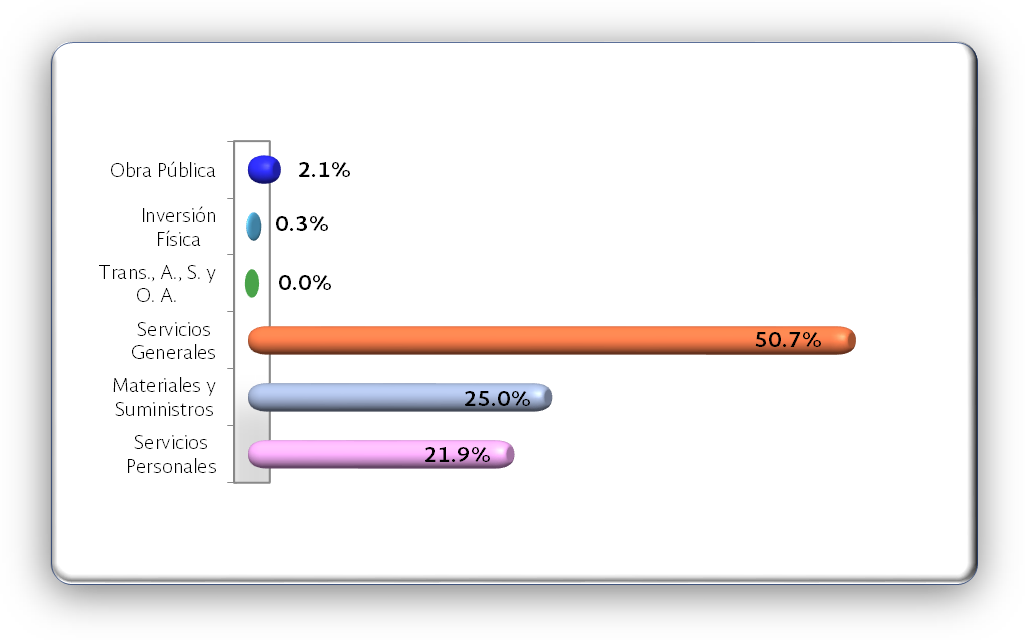 Obra Pública
2.1%
Inversión
Física
0.3%
Trans., A., S. y
O. A.
0.0%
Servicios
Generales
50.7%
Materiales y
Suministros
25.0%
Servicios
Personales
21.9%